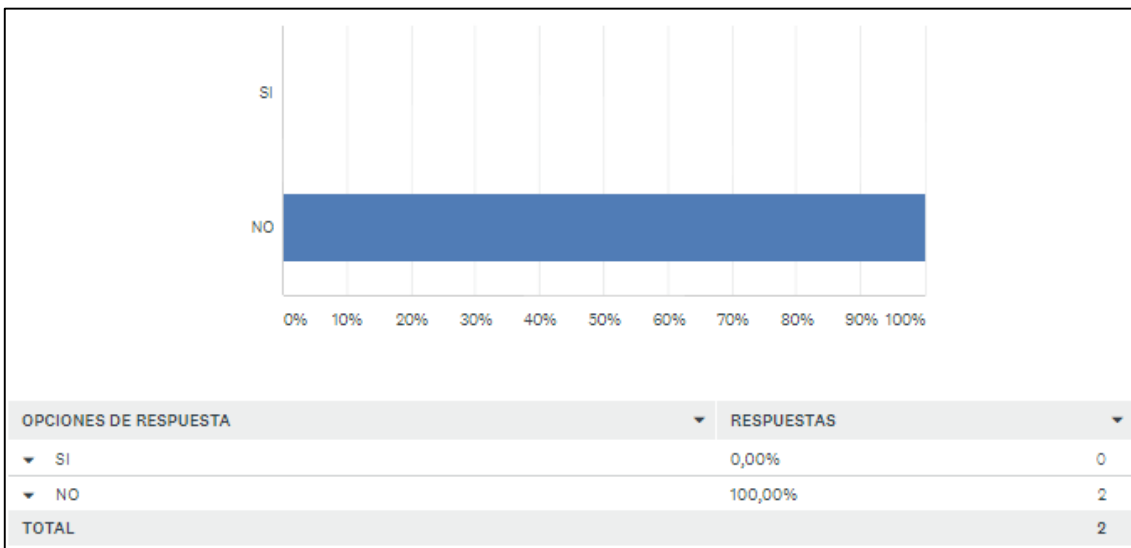 SI
NO
0% 10% 20% 30% 40% 50% 60% 70% 80% 90% 100%
OPCIONES DE RESPUESTA RESPUESTAS
SI 0,00% 0
NO 100,00% 2
TOTAL 2